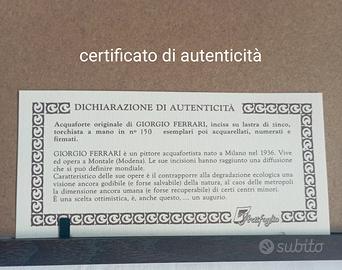 certificato di autenticità
DICHIARAZIONE DI AUTENTICITÀ
Acquaforte originale di GIORGIO FERRARI, incisa su lastra di zinco,
torchiata a mano in nº 150 esemplari poi acquarellati, numerati e
firmati.
GIORGIO FERRARI è un pittore acquafortista nato a Milano nel 1936. Vive
ed opera a Montale (Modena). Le sue incisioni hanno raggiunto una diffusione
che si può definire mondiale.
Caratteristico delle sue opere è il contrapporre alla degradazione ecologica una
visione ancora godibile (e forse salvabile) della natura, al caos delle metropoli
la dimensione ancora umana (e forse recuperabile) di certi centri minori.
È una scelta ottimistica, è, anche questo, ... un augurio.
subito